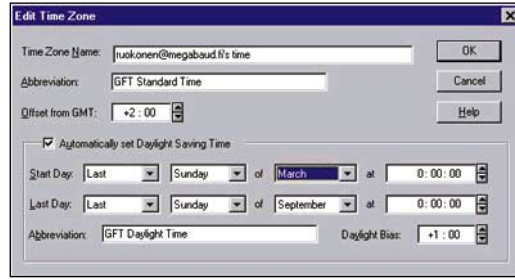 Edit Time Zone
Time Zone Name: ruokonen@megabaud.fi's time OK
Abbreviation: GFT Standard Time Cancel
Offset from GMT: +2 : 00 Help
Automatically set Daylight Saving Time
Start Day: Last Sunday of March at 0: 00: 00
Last Day: Last Sunday of September at 0: 00: 00
Abbreviation: GFT Daylight Time Daylight Bias: +1 : 00